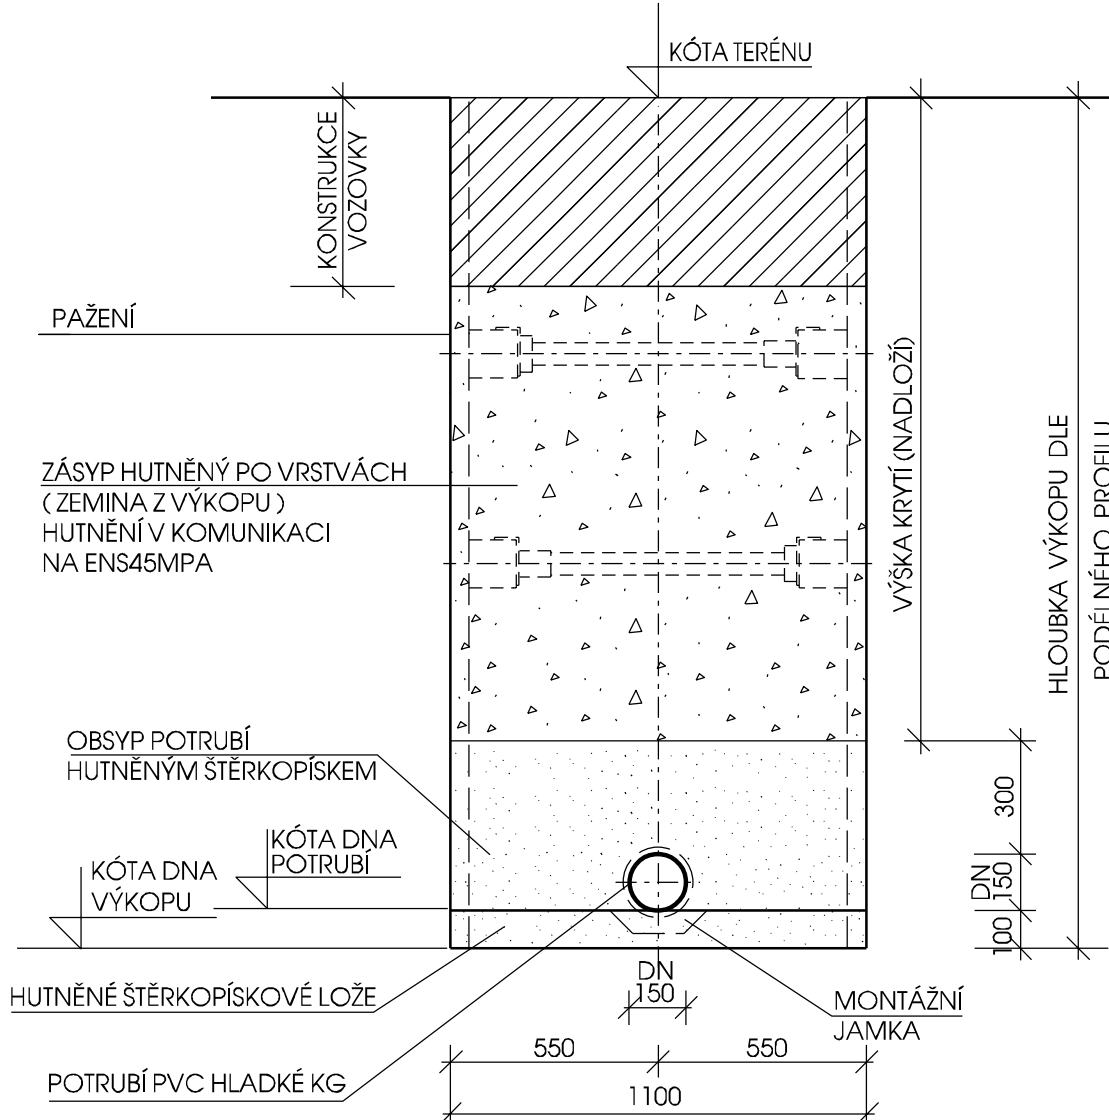 KÓTA TERÉNU
KONSTRUKCE
VOZOVKY
PAŽENÍ
VÝŠKA KRYTÍ (NADLOŽÍ)
HLOUBKA VÝKOPU DLE
PODÉLNÉHO PROFILU
ZÁSYP HUTNĚNÝ PO VRSTVÁCH
( ZEMINA Z VÝKOPU )
HUTNĚNÍ V KOMUNIKACI
NA ENS45MPA
OBSYP POTRUBÍ
HUTNĚNÝM ŠTĚRKOPÍSKEM
300
KÓTA DNA
POTRUBÍ
KÓTA DNA
VÝKOPU
DN
150
100
DN
150
HUTNĚNÉ ŠTĚRKOPÍSKOVÉ LOŽE
MONTÁŽNÍ
JAMKA
550
550
POTRUBÍ PVC HLADKÉ KG
1100